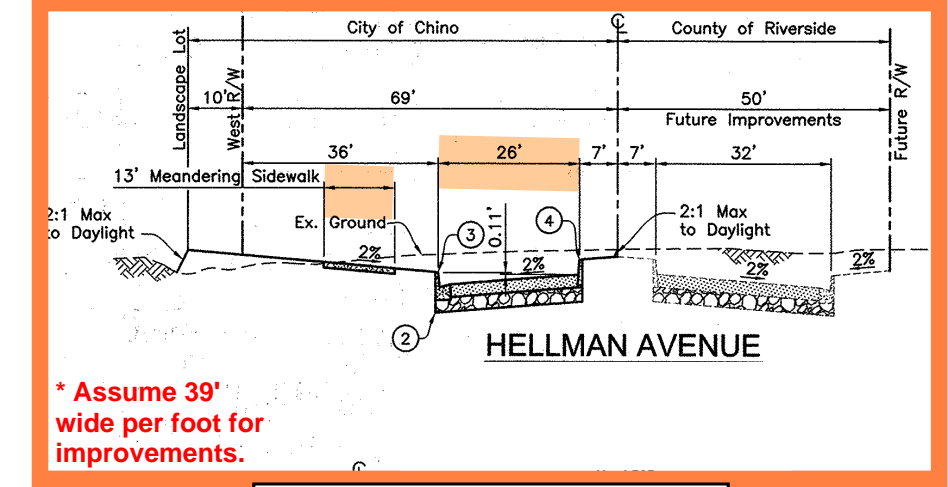 City of Chino
℄
County of Riverside
Landscape Lot
10'
West R/W
69'
50'
Future Improvements
Future R/W
36'
26'
7'
7'
32'
13' Meandering Sidewalk
2:1 Max
to Daylight
Ex. Ground
3
0.11'
4
2:1 Max
to Daylight
2%
2%
2%
2%
2
HELLMAN AVENUE
* Assume 39'
wide per foot for
improvements.
℄